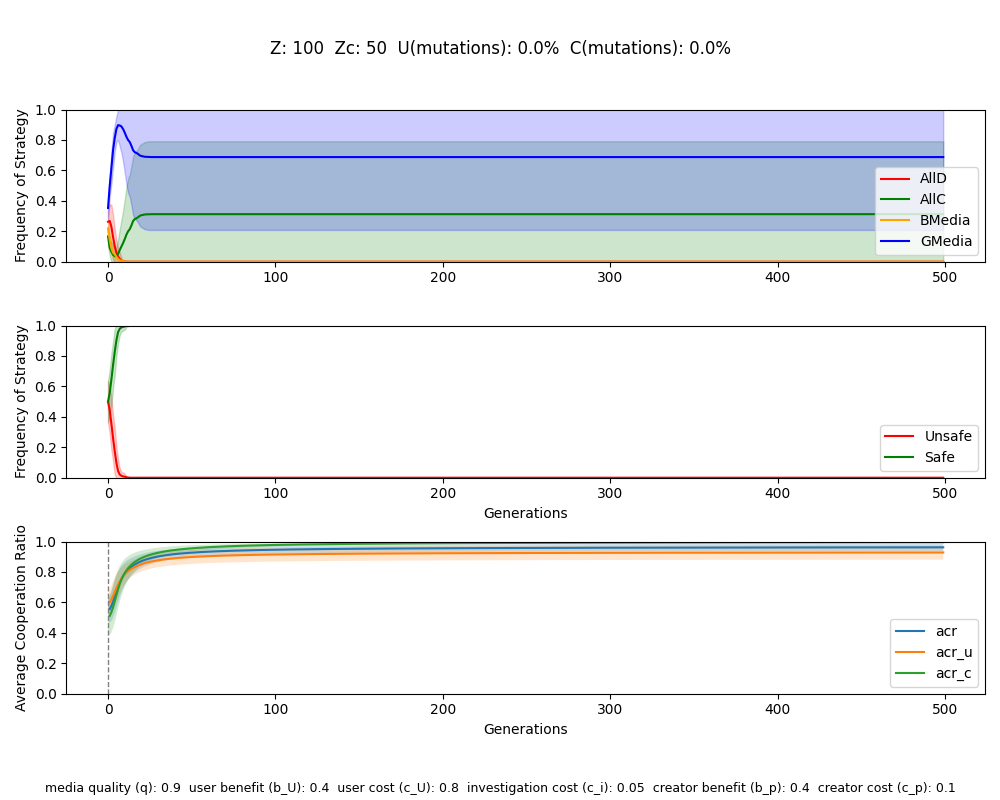 Z: 100  Zc: 50  U(mutations): 0.0%  C(mutations): 0.0%
Frequency of Strategy
1.0
0.8
0.6
0.4
0.2
0.0
AllD
AllC
BMedia
GMedia
0 100 200 300 400 500
Frequency of Strategy
1.0
0.8
0.6
0.4
0.2
0.0
Unsafe
Safe
0 100 200 300 400 500
Generations
Average Cooperation Ratio
1.0
0.8
0.6
0.4
0.2
0.0
acr
acr_u
acr_c
0 100 200 300 400 500
Generations
media quality (q): 0.9  user benefit (b_U): 0.4  user cost (c_U): 0.8  investigation cost (c_i): 0.05  creator benefit (b_p): 0.4  creator cost (c_p): 0.1